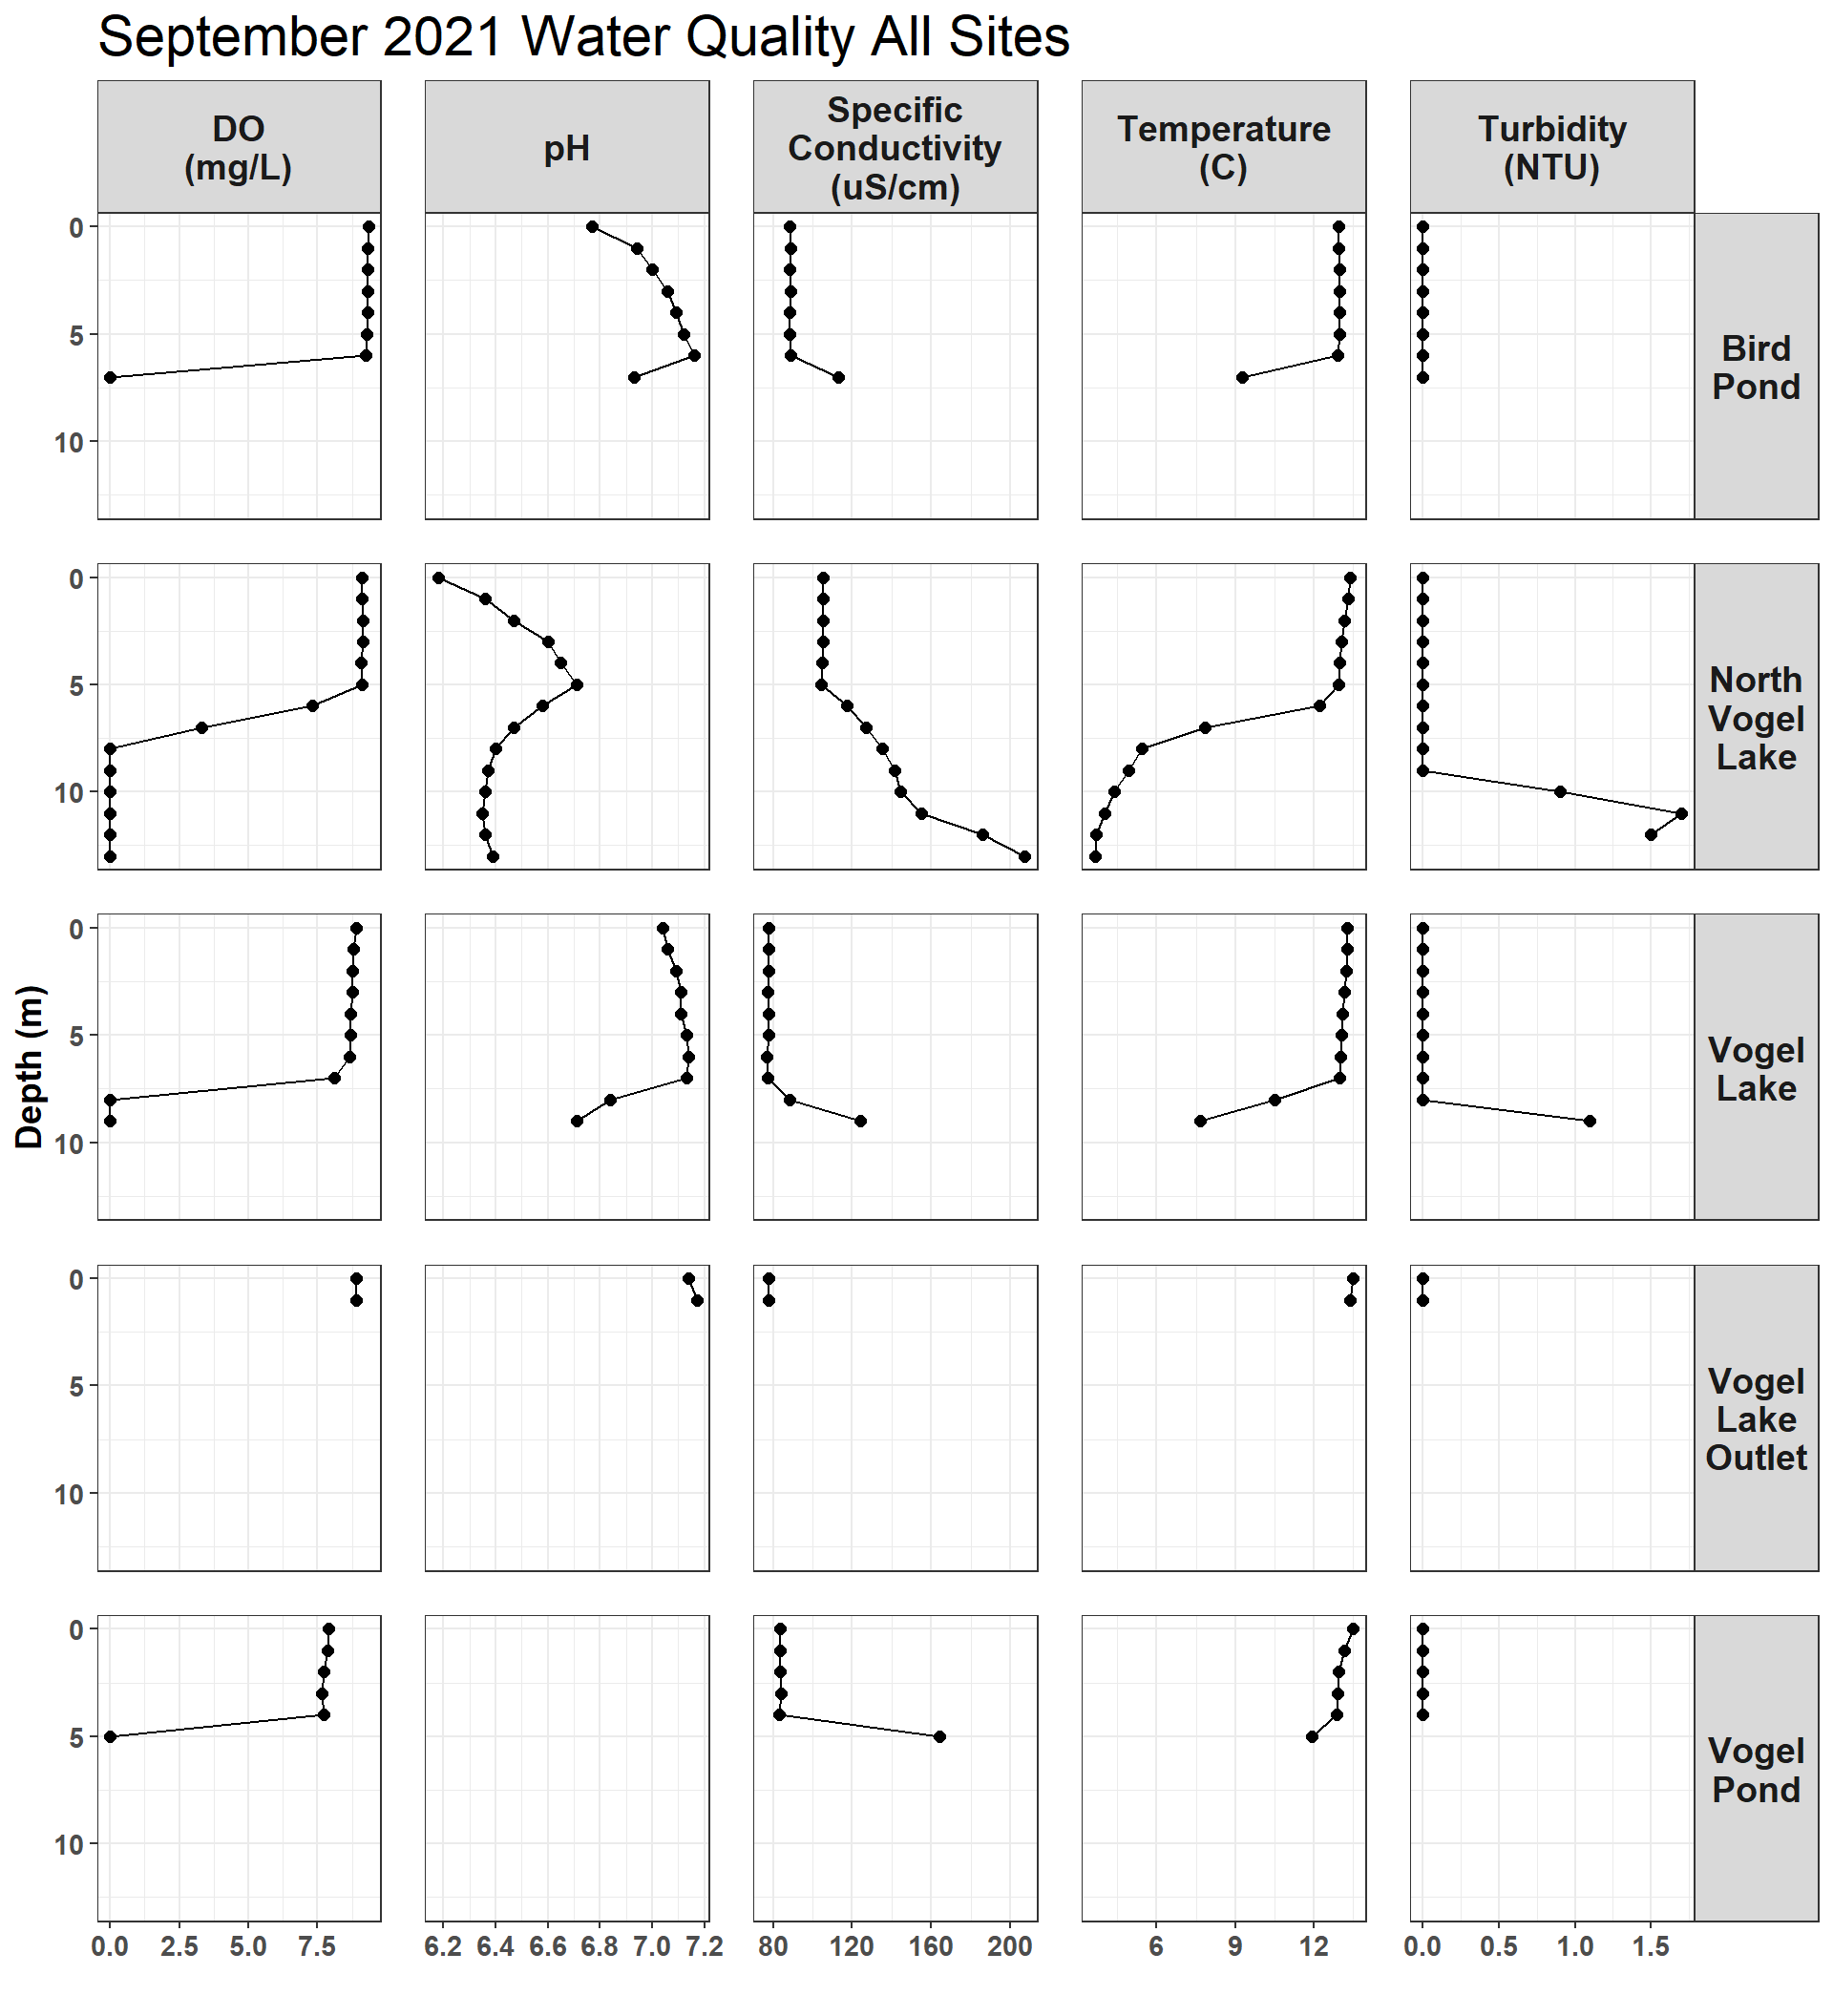 September 2021 Water Quality All Sites
DO
(mg/L)
pH
Specific
Conductivity
(uS/cm)
Temperature
(C)
Turbidity
(NTU)
0
5
10
Bird
Pond
0
5
10
North
Vogel
Lake
Depth (m)
0
5
10
Vogel
Lake
0
5
10
Vogel
Lake
Outlet
0
5
10
Vogel
Pond
0.0 2.5 5.0 7.5
6.2 6.4 6.6 6.8 7.0 7.2
80 120 160 200
6 9 12
0.0 0.5 1.0 1.5